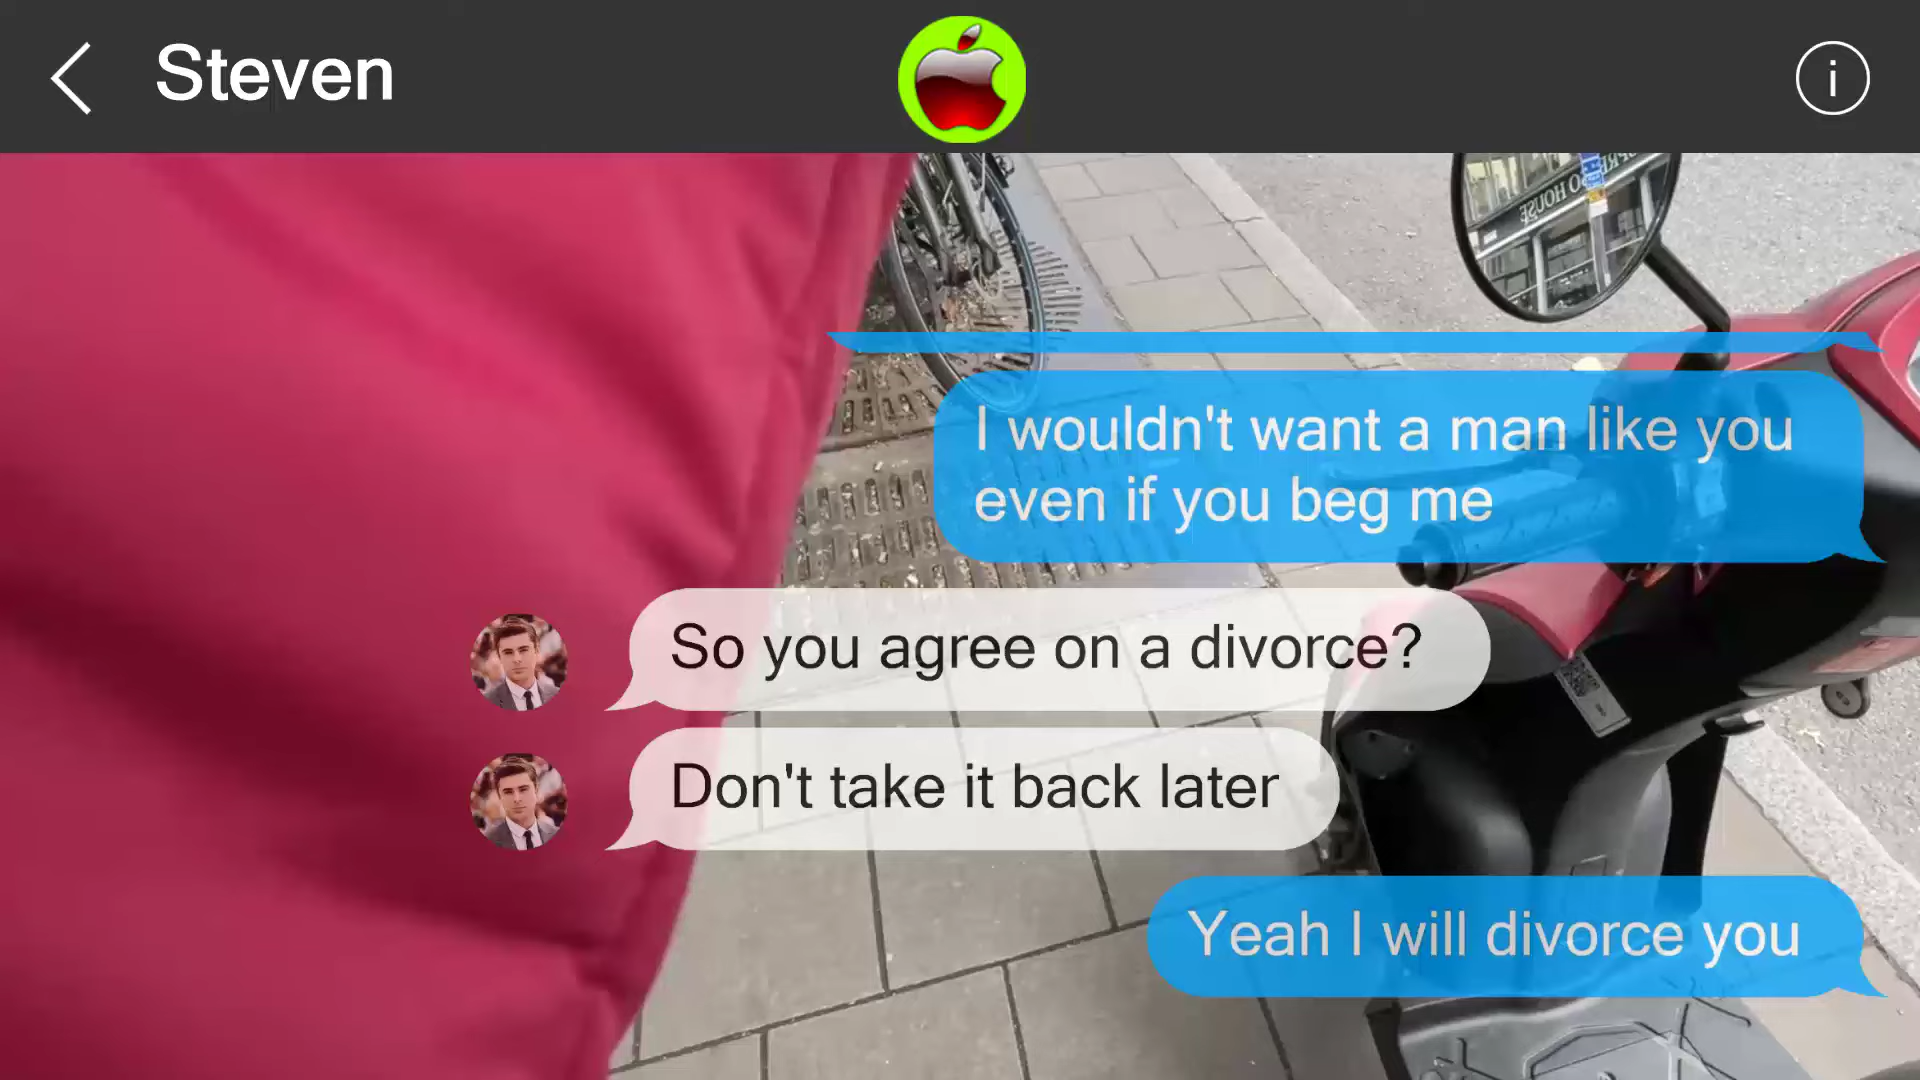 Steven
I wouldn't want a man like you
even if you beg me
So you agree on a divorce?
Don't take it back later
Yeah I will divorce you